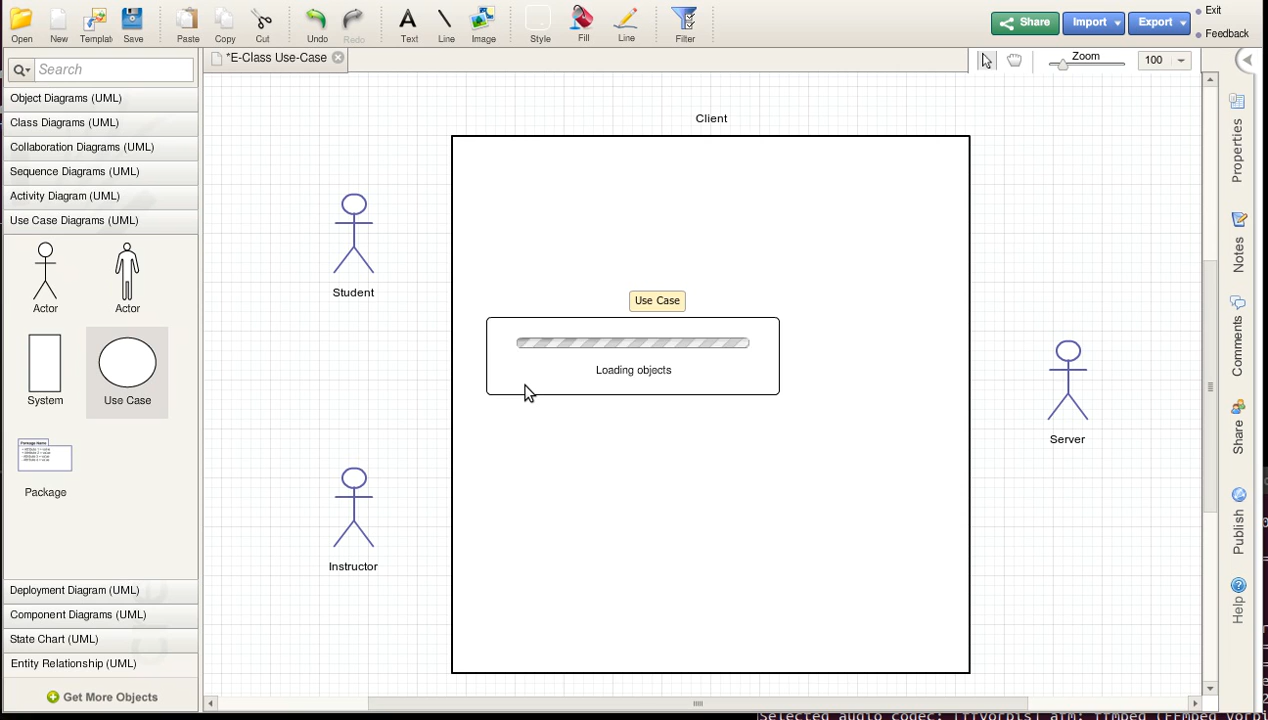 Open
New
Templat
Save
Paste
Copy
Cut
Undo
Redo
Text
Line
Image
Style
Fill
Line
Filter
Share
Import
Export
Exit
Feedback
*E-Class Use-Case
Zoom
100
Search
Object Diagrams (UML)
Class Diagrams (UML)
Collaboration Diagrams (UML)
Sequence Diagrams (UML)
Activity Diagram (UML)
Use Case Diagrams (UML)
Actor
Actor
System
Use Case
Package
Deployment Diagram (UML)
Component Diagrams (UML)
State Chart (UML)
Entity Relationship (UML)
Get More Objects
Client
Student
Use Case
Loading objects
Server
Instructor
Properties
Notes
Comments
Share
Publish
Help